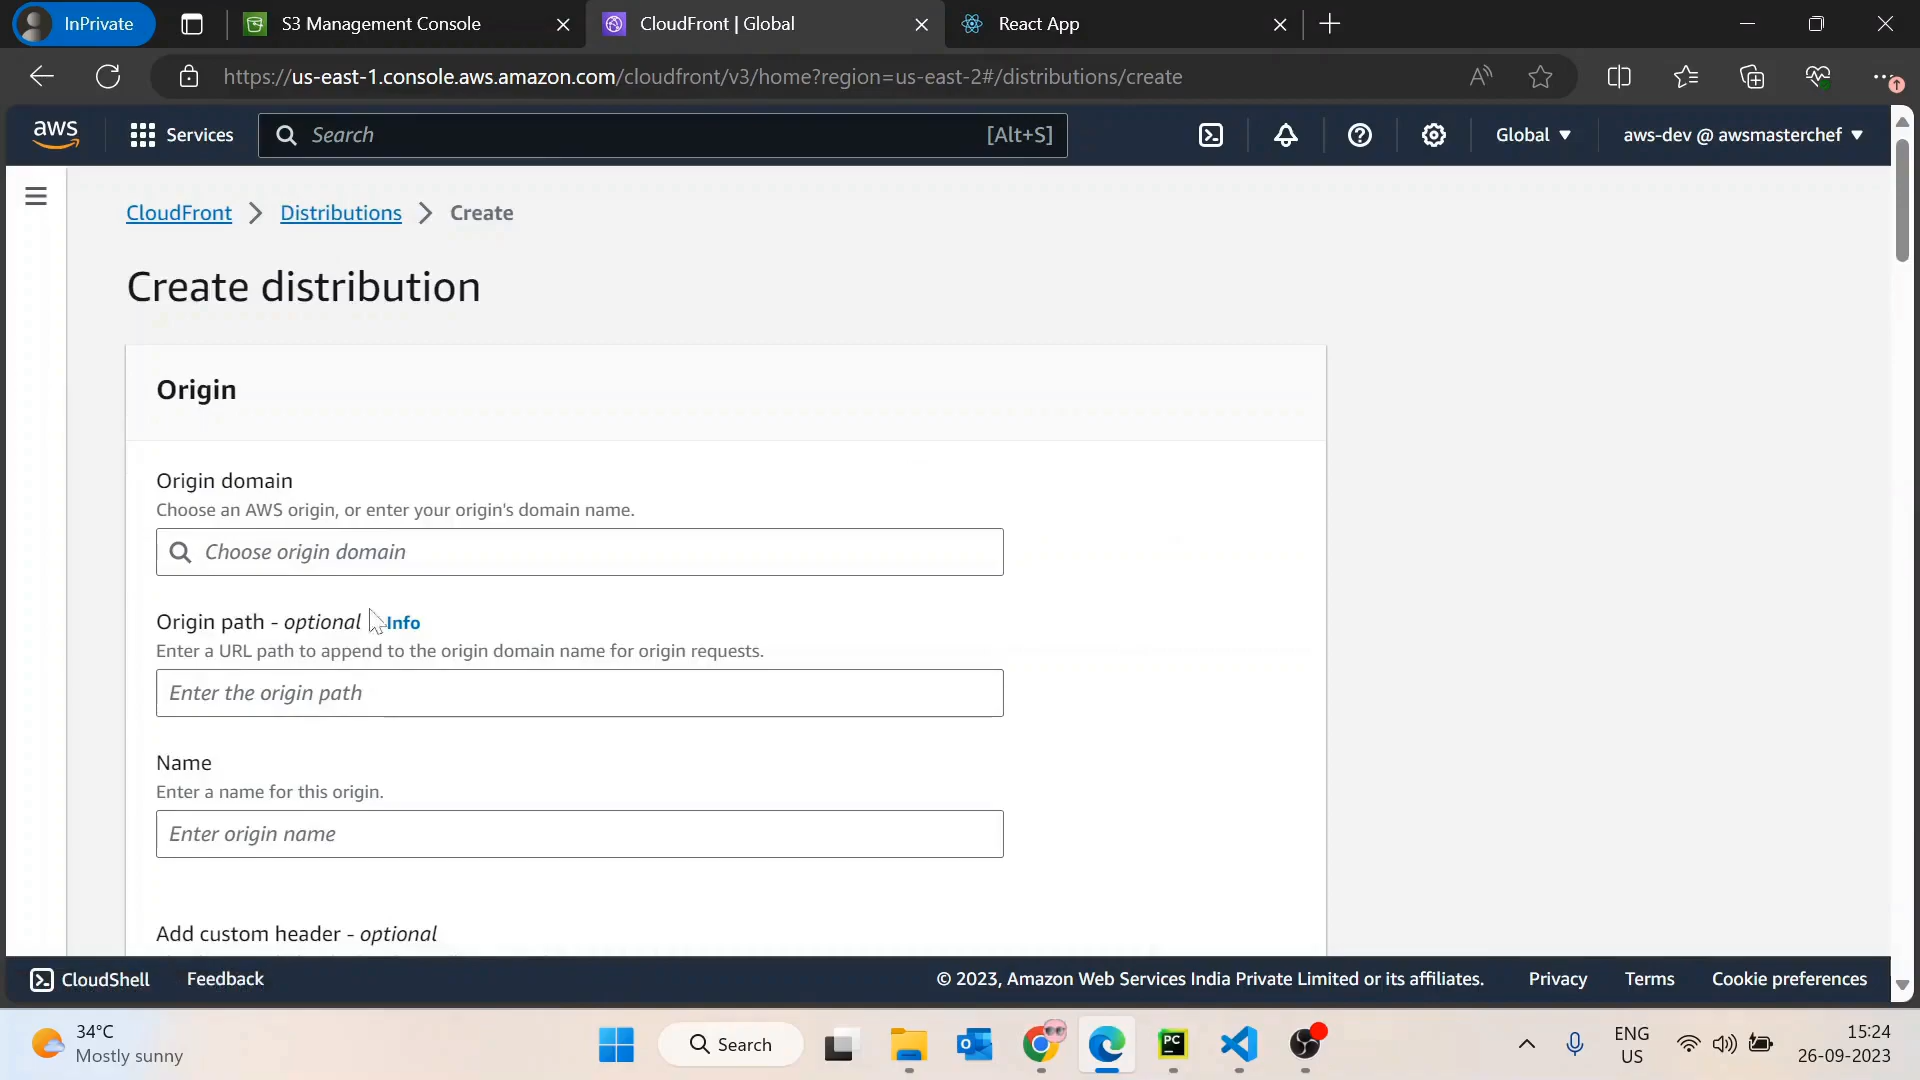 InPrivate
S3 Management Console
CloudFront | Global
React App
https://us-east-1.console.aws.amazon.com/cloudfront/v3/home?region=us-east-2#/distributions/create
aws
Services
Search
[Alt+S]
Global
aws-dev @ awsmasterchef
CloudFront
Distributions
Create
Create distribution
Origin
Origin domain
Choose an AWS origin, or enter your origin's domain name.
Choose origin domain
Origin path - optional Info
Enter a URL path to append to the origin domain name for origin requests.
Enter the origin path
Name
Enter a name for this origin.
Enter origin name
Add custom header - optional
CloudShell
Feedback
© 2023, Amazon Web Services India Private Limited or its affiliates.
Privacy
Terms
Cookie preferences
34°C
Mostly sunny
Search
PC
ENG
US
15:24
26-09-2023